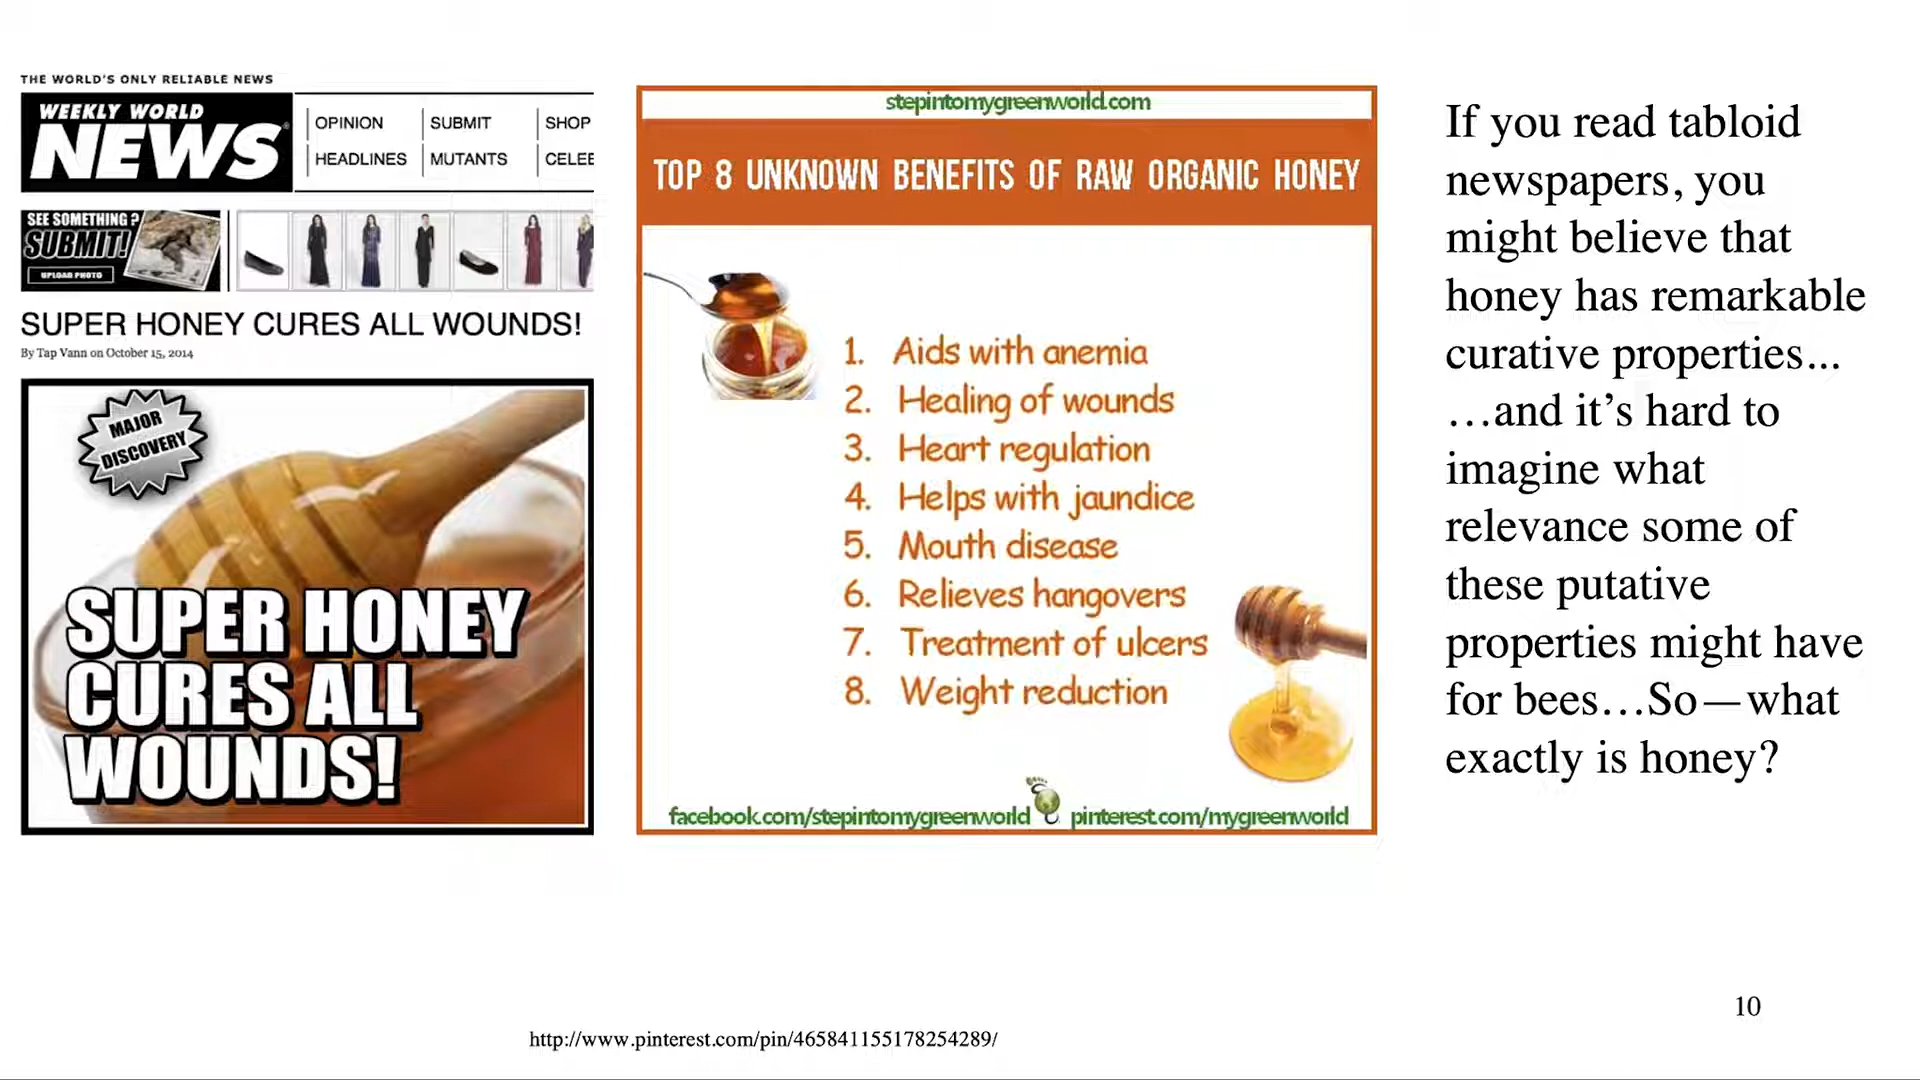 THE WORLD'S ONLY RELIABLE NEWS
WEEKLY WORLD
NEWS®
OPINION
SUBMIT
SHOP
HEADLINES
MUTANTS
CELEE
SEE SOMETHING?
SUBMIT!
UPLOAD PHOTO
SUPER HONEY CURES ALL WOUNDS!
By Tap Vann on October 15, 2014
MAJOR
DISCOVERY
SUPER HONEY
CURES ALL
WOUNDS!
stepintomygreenworld.com
TOP 8 UNKNOWN BENEFITS OF RAW ORGANIC HONEY
1. Aids with anemia
2. Healing of wounds
3. Heart regulation
4. Helps with jaundice
5. Mouth disease
6. Relieves hangovers
7. Treatment of ulcers
8. Weight reduction
facebook.com/stepintomygreenworld
pinterest.com/mygreenworld
If you read tabloid
newspapers, you
might believe that
honey has remarkable
curative properties...
…and it’s hard to
imagine what
relevance some of
these putative
properties might have
for bees…So—what
exactly is honey?
10
http://www.pinterest.com/pin/465841155178254289/